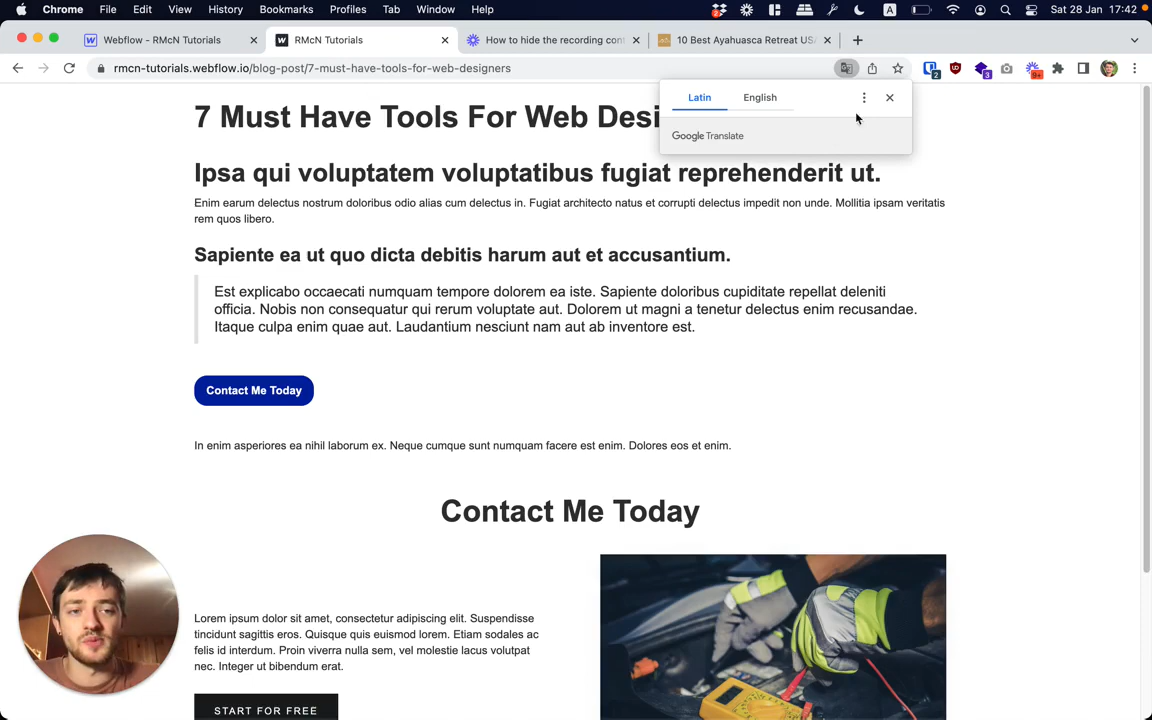 Chrome File Edit View History Bookmarks Profiles Tab Window Help 2 A Sat 28 Jan 17:42
Webflow - RMcN Tutorials RMcN Tutorials How to hide the recording cont 10 Best Ayahuasca Retreat USA
rmcn-tutorials.webflow.io/blog-post/7-must-have-tools-for-web-designers 2 3 9+
Latin English
Google Translate
7 Must Have Tools For Web Desi
Ipsa qui voluptatem voluptatibus fugiat reprehenderit ut.
Enim earum delectus nostrum doloribus odio alias cum delectus in. Fugiat architecto natus et corrupti delectus impedit non unde. Mollitia ipsam veritatis
rem quos libero.
Sapiente ea ut quo dicta debitis harum aut et accusantium.
Est explicabo occaecati numquam tempore dolorem ea iste. Sapiente doloribus cupiditate repellat deleniti
officia. Nobis non consequatur qui rerum voluptate aut. Dolorem ut magni a tenetur delectus enim recusandae.
Itaque culpa enim quae aut. Laudantium nesciunt nam aut ab inventore est.
Contact Me Today
In enim asperiores ea nihil laborum ex. Neque cumque sunt numquam facere est enim. Dolores eos et enim.
Contact Me Today
Lorem ipsum dolor sit amet, consectetur adipiscing elit. Suspendisse
tincidunt sagittis eros. Quisque quis euismod lorem. Etiam sodales ac
felis id interdum. Proin viverra nulla sem, vel molestie lacus volutpat
nec. Integer ut bibendum erat.
START FOR FREE